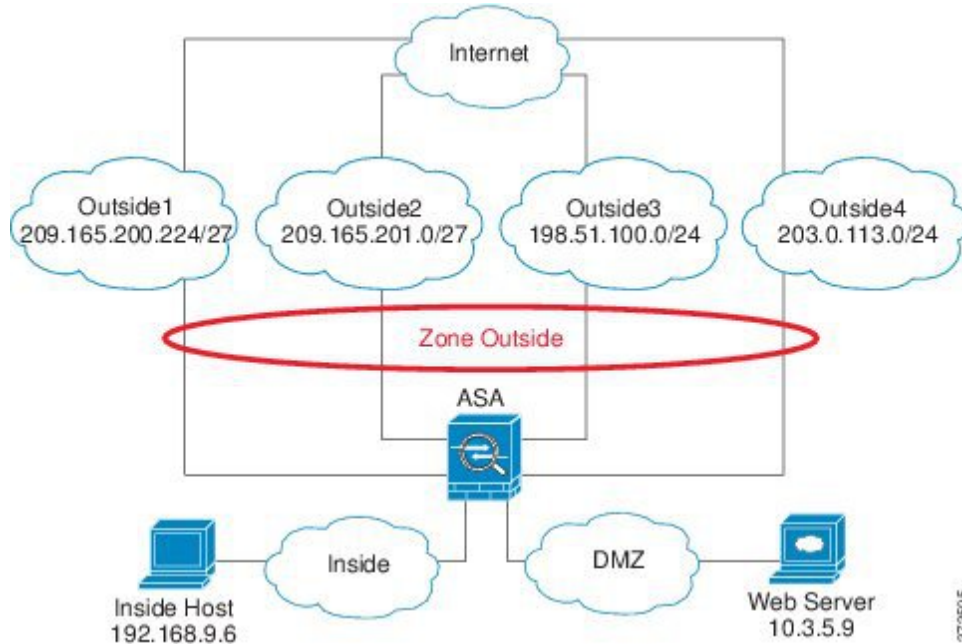 Internet
Outside1
209.165.200.224/27
Outside2
209.165.201.0/27
Outside3
198.51.100.0/24
Outside4
203.0.113.0/24
Zone Outside
ASA
Inside
DMZ
Inside Host
192.168.9.6
Web Server
10.3.5.9